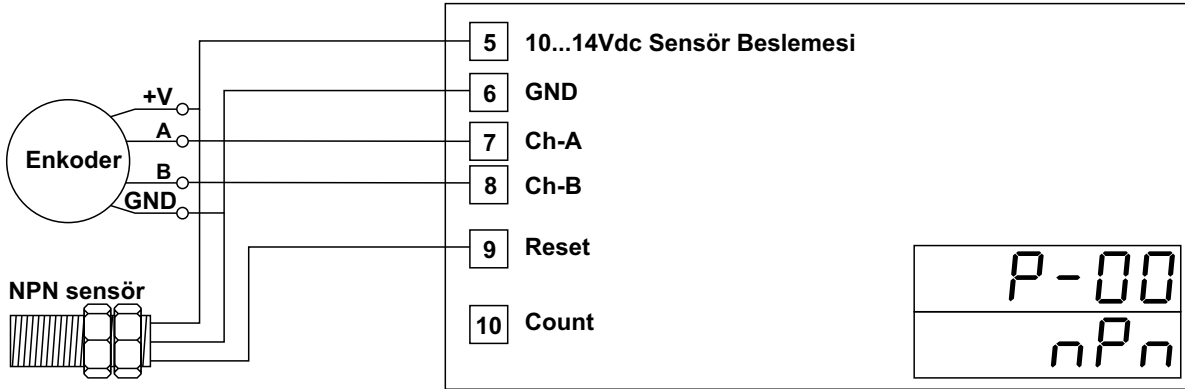 5 10...14Vdc Sensör Beslemesi
+V
6 GND
A
7 Ch-A
Enkoder
B
8 Ch-B
GND
9 Reset
P-00
NPN sensör
10 Count
nPn